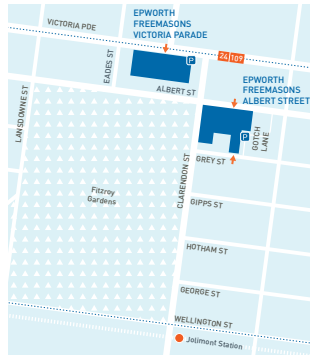 EPWORTH
FREEMASONS
VICTORIA PARADE
VICTORIA PDE
EADES ST
P
24 109
ALBERT ST
EPWORTH
FREEMASONS
ALBERT STREET
LANSDOWNE ST
P
GOTCH
LANE
GREY ST
CLARENDON ST
Fitzroy
Gardens
GIPPS ST
HOTHAM ST
GEORGE ST
WELLINGTON ST
Jolimont Station